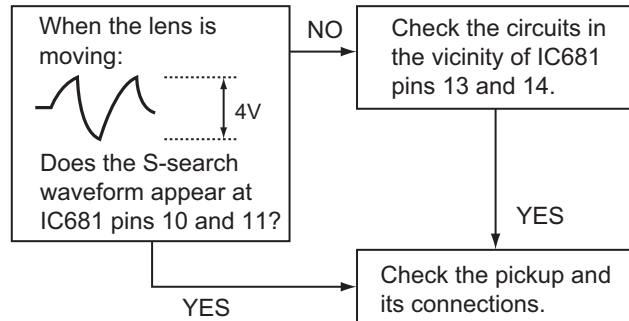 When the lens is
moving:
4V
Does the S-search
waveform appear at
IC681 pins 10 and 11?
NO
Check the circuits in
the vicinity of IC681
pins 13 and 14.
YES
YES
Check the pickup and
its connections.